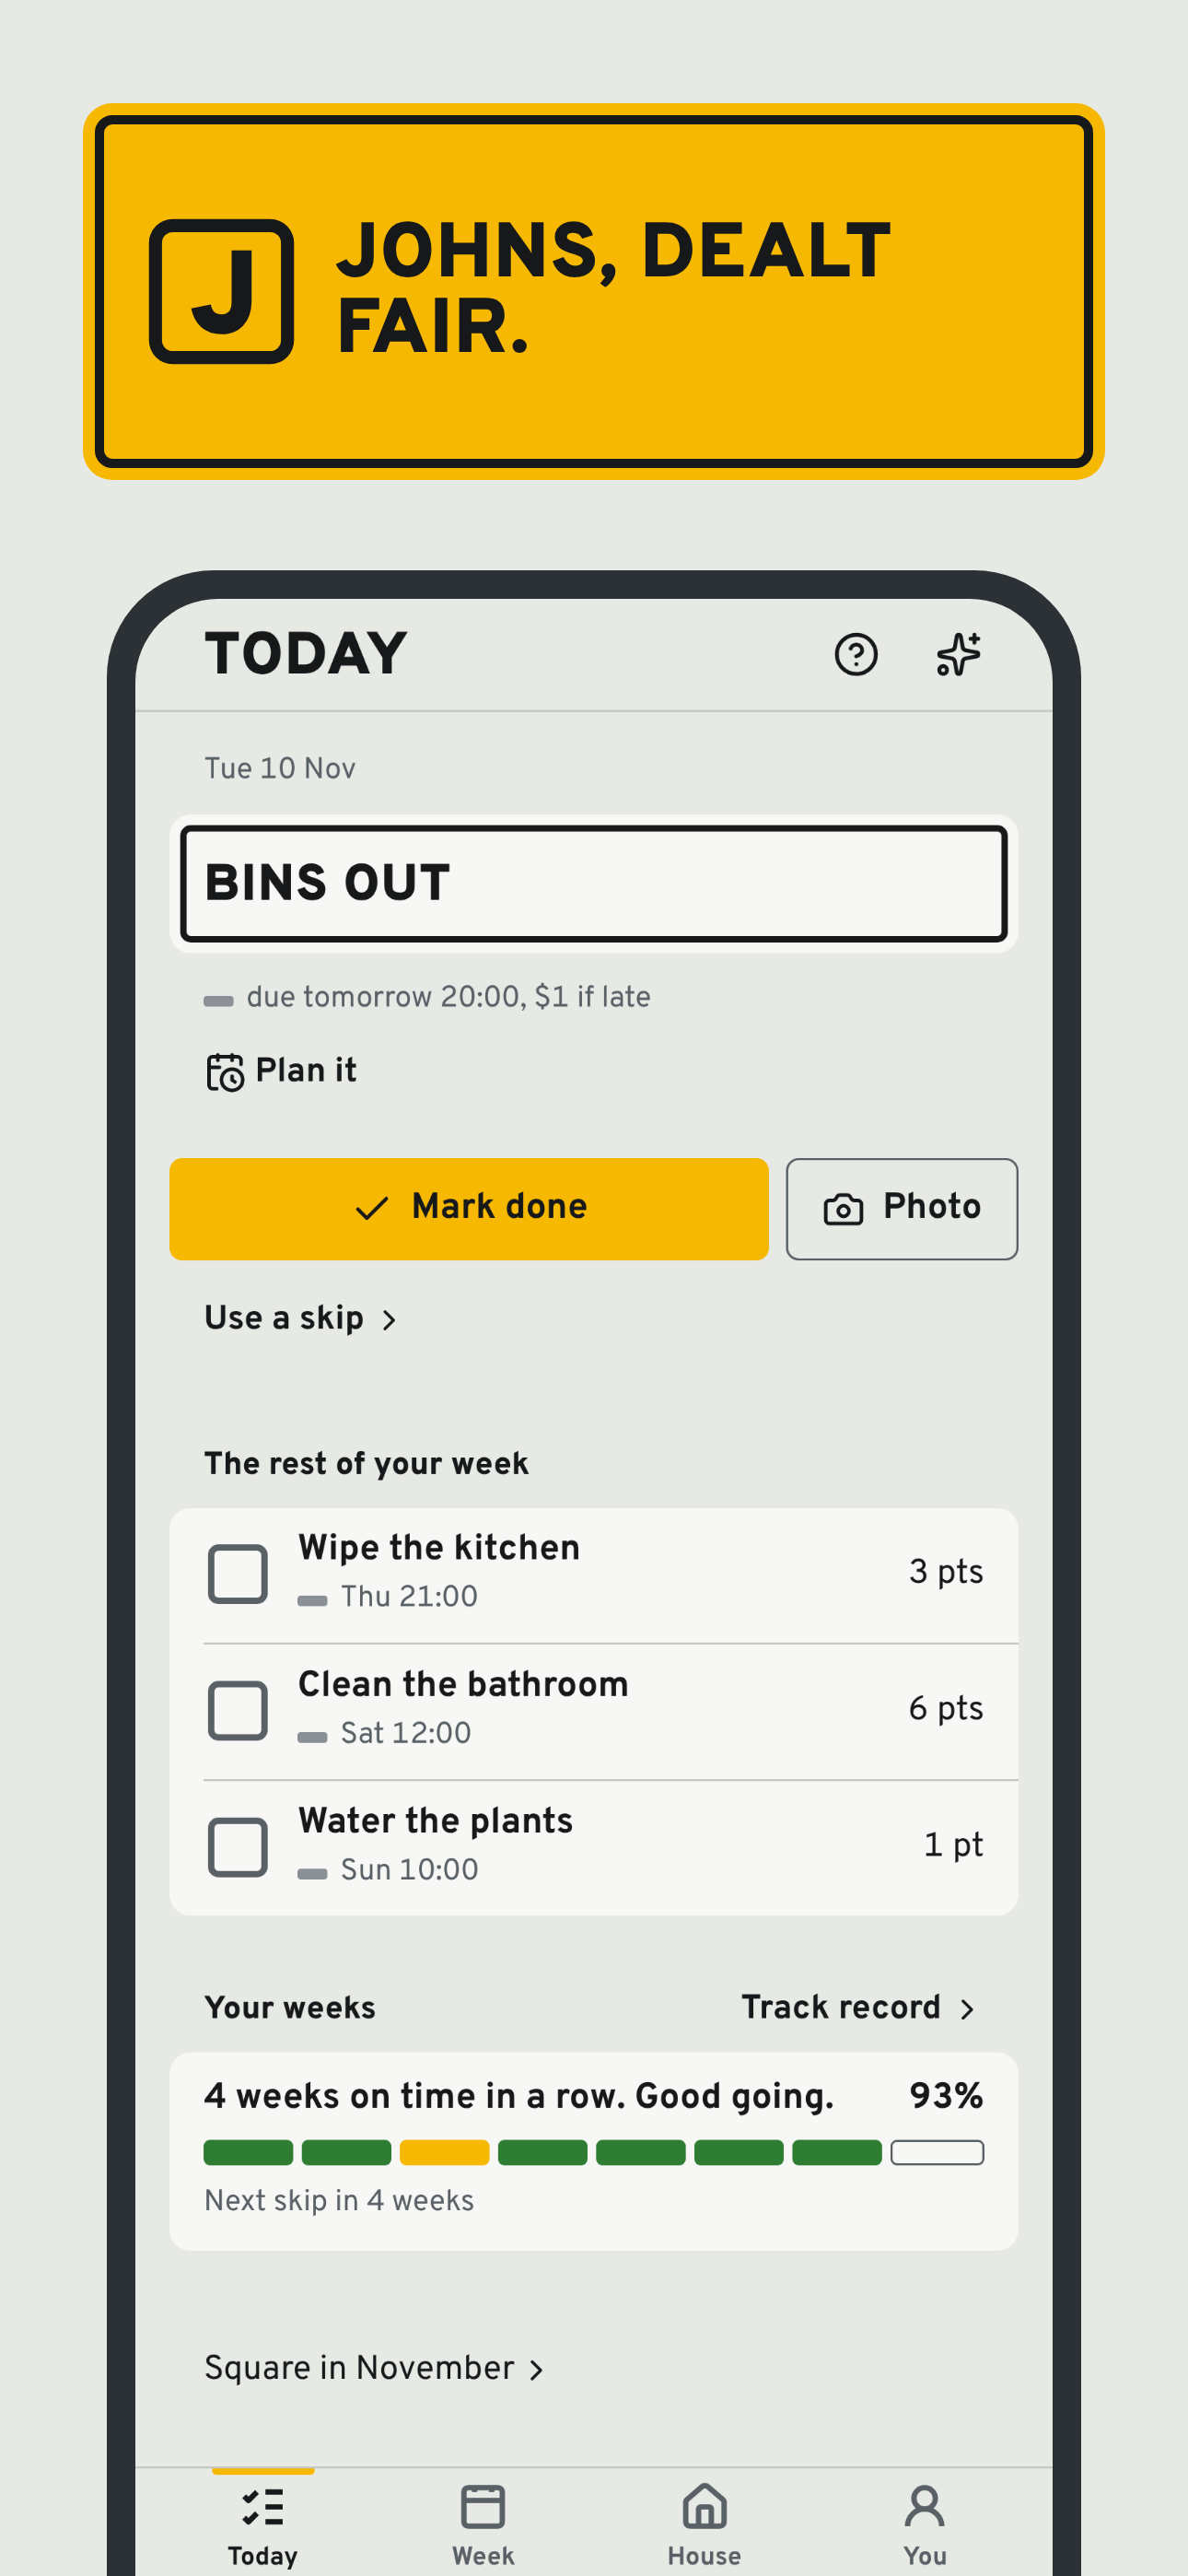 J
JOHNS, DEALT
FAIR.
TODAY
Tue 10 Nov
BINS OUT
due tomorrow 20:00, $1 if late
Plan it
Mark done
Photo
Use a skip
The rest of your week
Wipe the kitchen
3 pts
Thu 21:00
Clean the bathroom
6 pts
Sat 12:00
Water the plants
1 pt
Sun 10:00
Your weeks
Track record
4 weeks on time in a row. Good going.
93%
Next skip in 4 weeks
Square in November
Today
Week
House
You